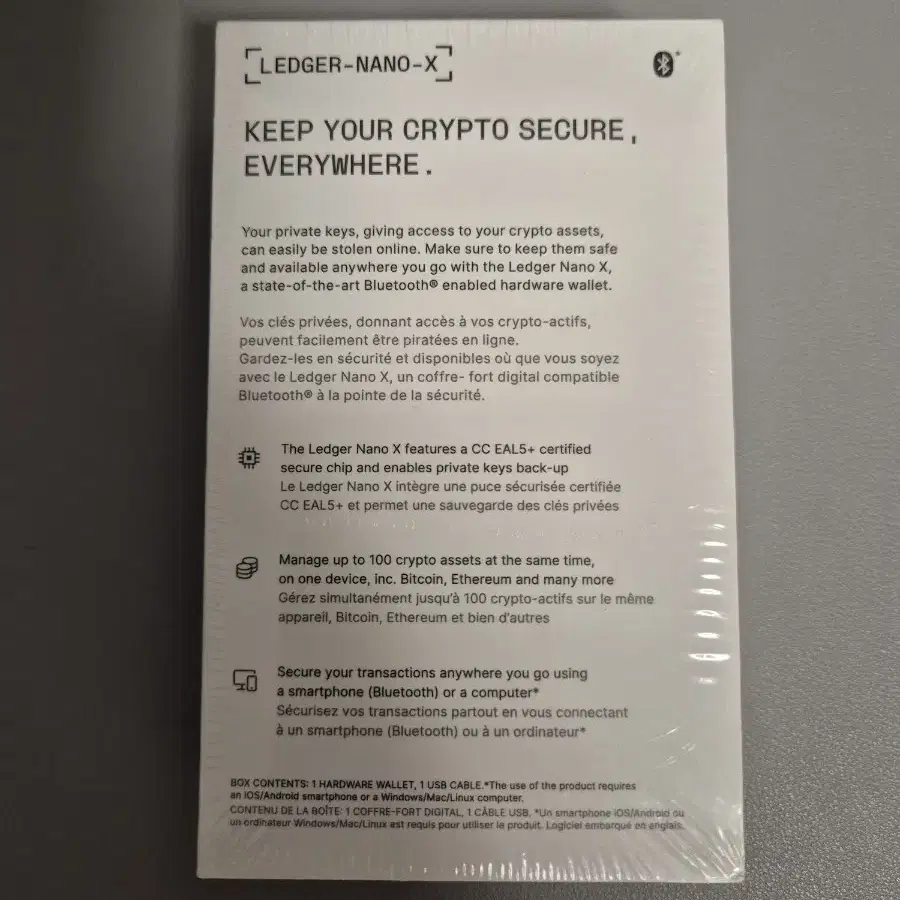 LEDGER-NANO-X
KEEP YOUR CRYPTO SECURE,
EVERYWHERE.
Your private keys, giving access to your crypto assets,
can easily be stolen online. Make sure to keep them safe
and available anywhere you go with the Ledger Nano X,
a state-of-the-art Bluetooth® enabled hardware wallet.
Vos clés privées, donnant accès à vos crypto-actifs,
peuvent facilement être piratées en ligne.
Gardez-les en sécurité et disponibles où que vous soyez
avec le Ledger Nano X, un coffre- fort digital compatible
Bluetooth® à la pointe de la sécurité.
The Ledger Nano X features a CC EAL5+ certified
secure chip and enables private keys back-up
Le Ledger Nano X intègre une puce sécurisée certifiée
CC EAL5+ et permet une sauvegarde des clés privées
Manage up to 100 crypto assets at the same time,
on one device, inc. Bitcoin, Ethereum and many more
Gérez simultanément jusqu'à 100 crypto-actifs sur le même
appareil, Bitcoin, Ethereum et bien d'autres
Secure your transactions anywhere you go using
a smartphone (Bluetooth) or a computer*
Sécurisez vos transactions partout en vous connectant
à un smartphone (Bluetooth) ou à un ordinateur*
BOX CONTENTS: 1 HARDWARE WALLET, 1 USB CABLE.*The use of the product requires
an iOS/Android smartphone or a Windows/Mac/Linux computer.
CONTENU DE LA BOÎTE: 1 COFFRE-FORT DIGITAL, 1 CÂBLE USB, *Un smartphone iOS/Android ou
un ordinateur Windows/Mac/Linux est requis pour utiliser le produit. Logiciel embarqué en anglais.